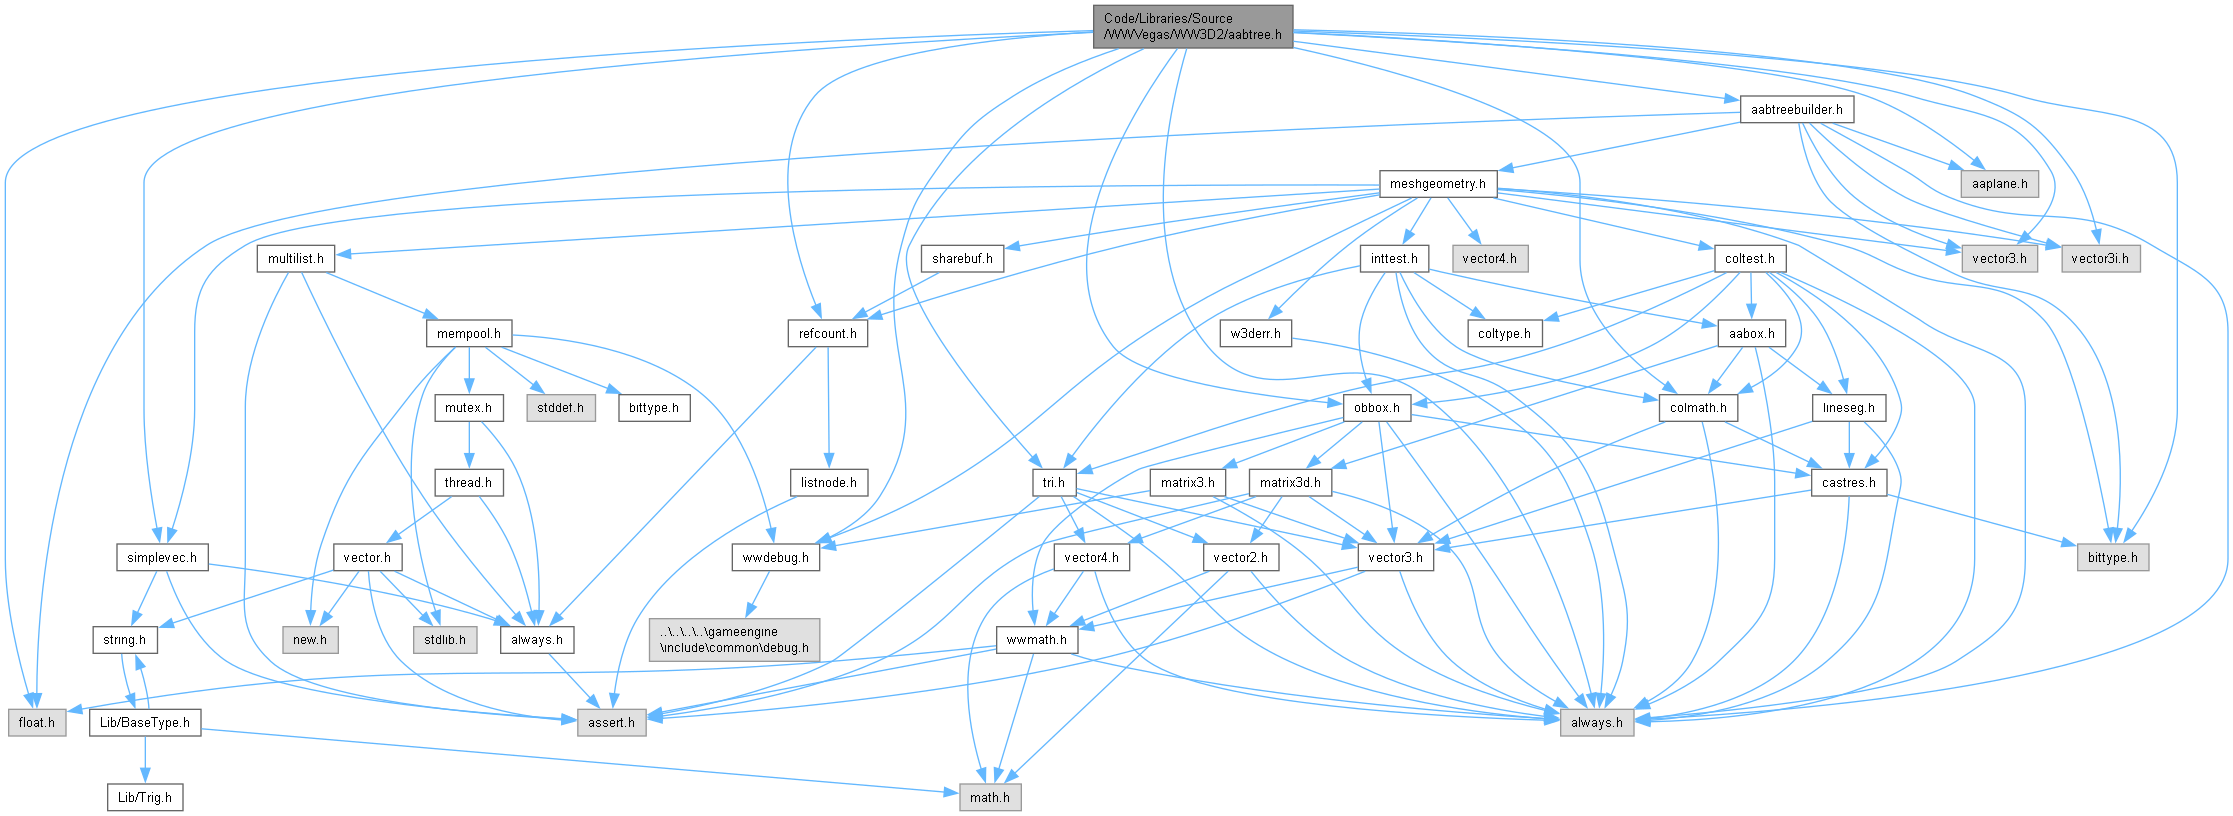 Code/Libraries/Source
/WWVegas/WW3D2/aabtree.h
aabtreebuilder.h
meshgeometry.h
aaplane.h
multilist.h
sharebuf.h
inttest.h
vector4.h
coltest.h
vector3.h
vector3i.h
mempool.h
refcount.h
w3derr.h
coltype.h
aabox.h
mutex.h
stddef.h
bittype.h
obbox.h
colmath.h
lineseg.h
thread.h
listnode.h
tri.h
matrix3.h
matrix3d.h
castres.h
simplevec.h
vector.h
wwdebug.h
vector4.h
vector2.h
vector3.h
bittype.h
string.h
new.h
stdlib.h
always.h
..\..\..\..\gameengine
\include\common\debug.h
wwmath.h
float.h
Lib/BaseType.h
assert.h
always.h
Lib/Trig.h
math.h